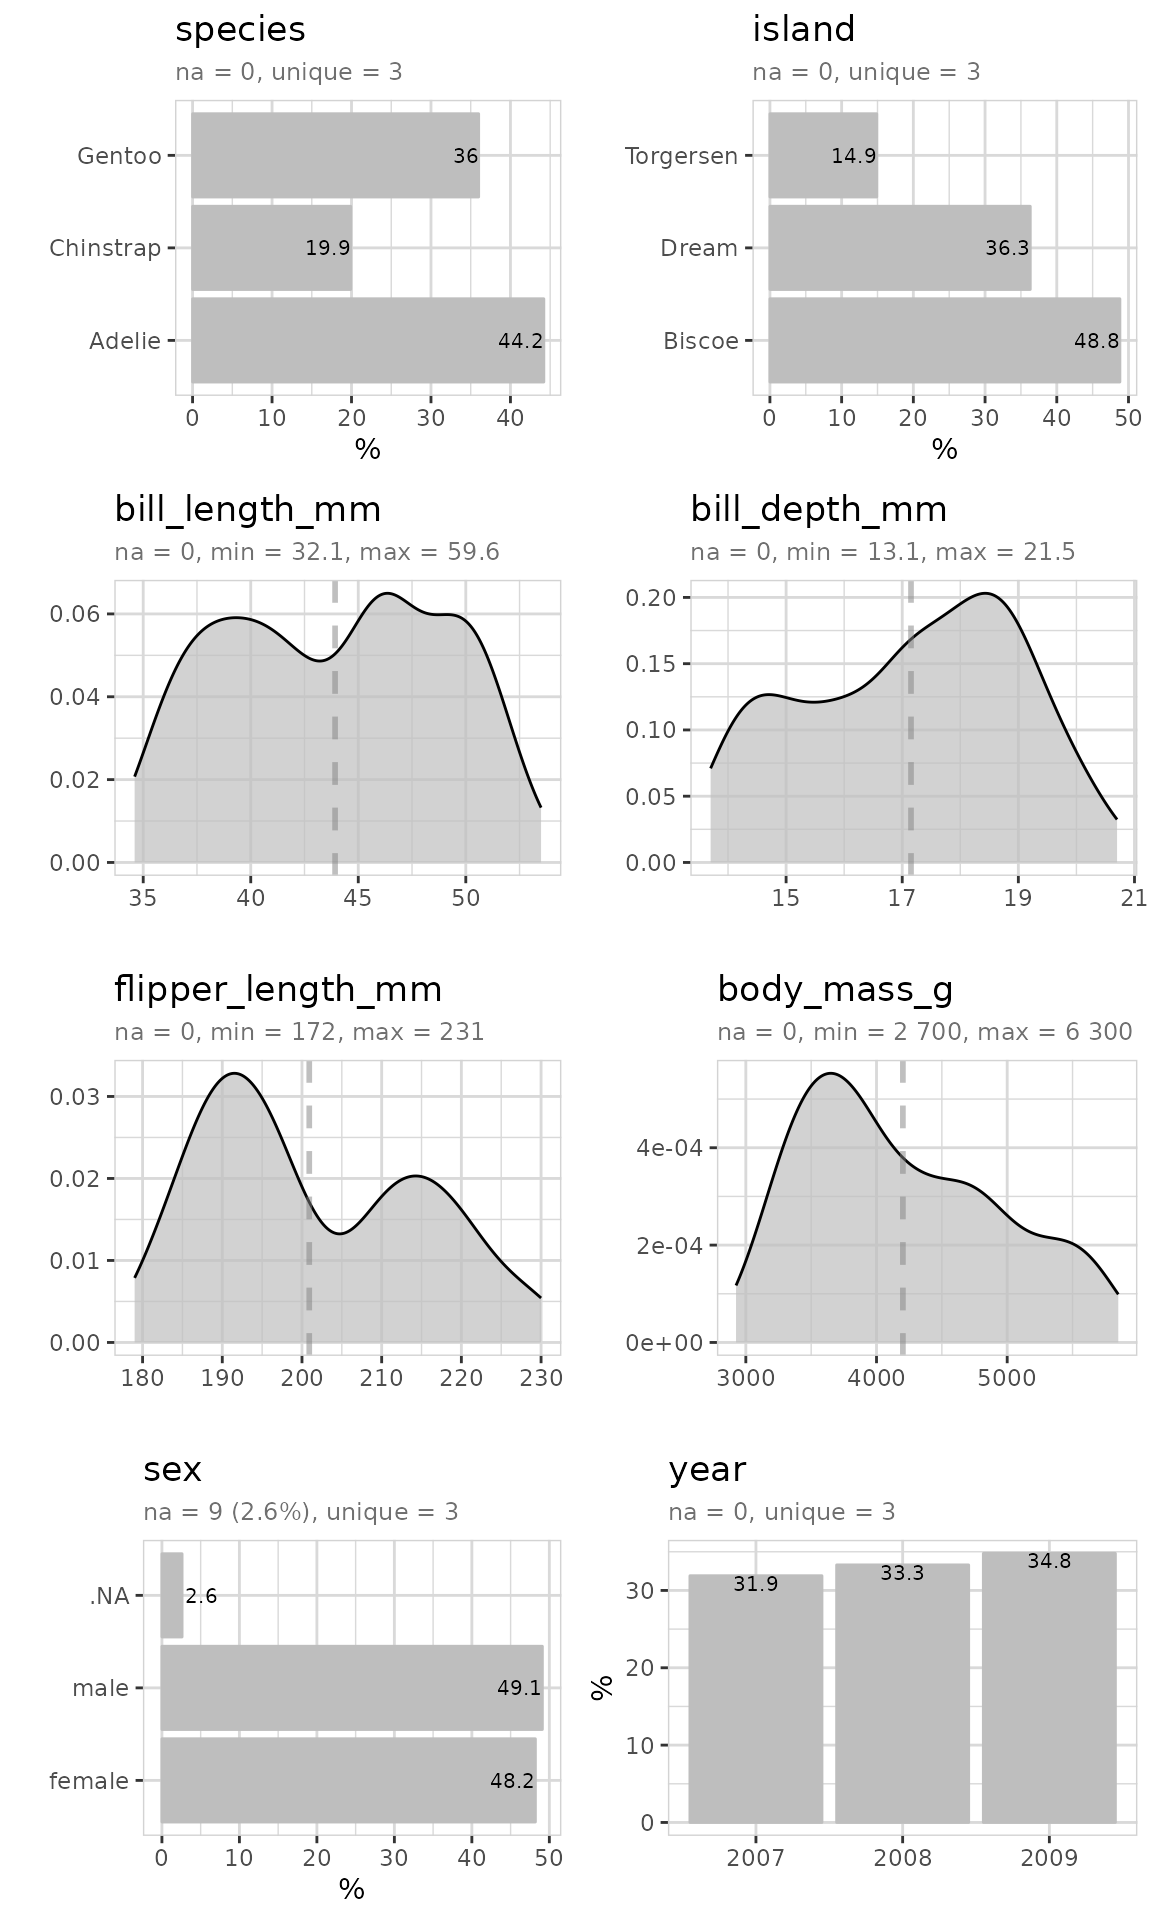 species
na = 0, unique = 3
Gentoo
36
Chinstrap
19.9
Adelie
44.2
0 10 20 30 40
%
island
na = 0, unique = 3
Torgersen
14.9
Dream
36.3
Biscoe
48.8
0 10 20 30 40 50
%
bill_length_mm
na = 0, min = 32.1, max = 59.6
0.06
0.04
0.02
0.00
35 40 45 50
bill_depth_mm
na = 0, min = 13.1, max = 21.5
0.20
0.15
0.10
0.05
0.00
15 17 19 21
flipper_length_mm
na = 0, min = 172, max = 231
0.03
0.02
0.01
0.00
180 190 200 210 220 230
body_mass_g
na = 0, min = 2 700, max = 6 300
4e-04
2e-04
0e+00
3000 4000 5000
sex
na = 9 (2.6%), unique = 3
.NA
2.6
male
49.1
female
48.2
0 10 20 30 40 50
%
year
na = 0, unique = 3
31.9 33.3 34.8
30
20
10
0
%
2007 2008 2009